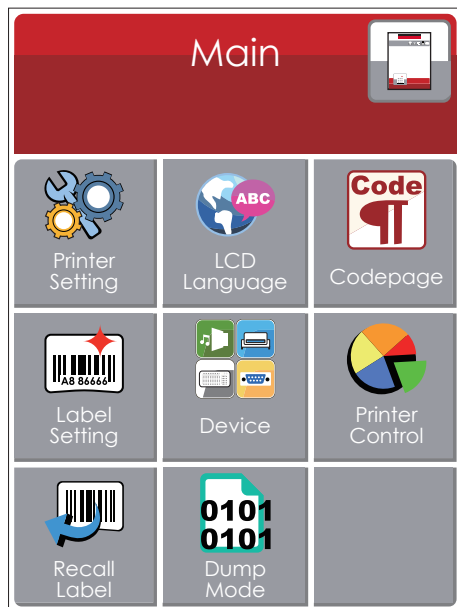 Main
ABC
Code
Printer
Setting
LCD
Language
Codepage
A8 86666
Label
Setting
Device
Printer
Control
0101
0101
Recall
Label
Dump
Mode